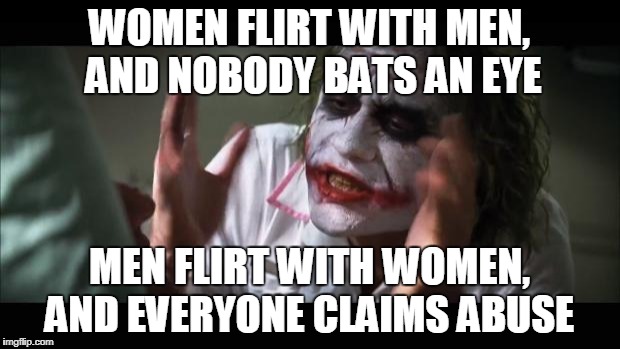 WOMEN FLIRT WITH MEN,
AND NOBODY BATS AN EYE
MEN FLIRT WITH WOMEN,
AND EVERYONE CLAIMS ABUSE
imgflip.com